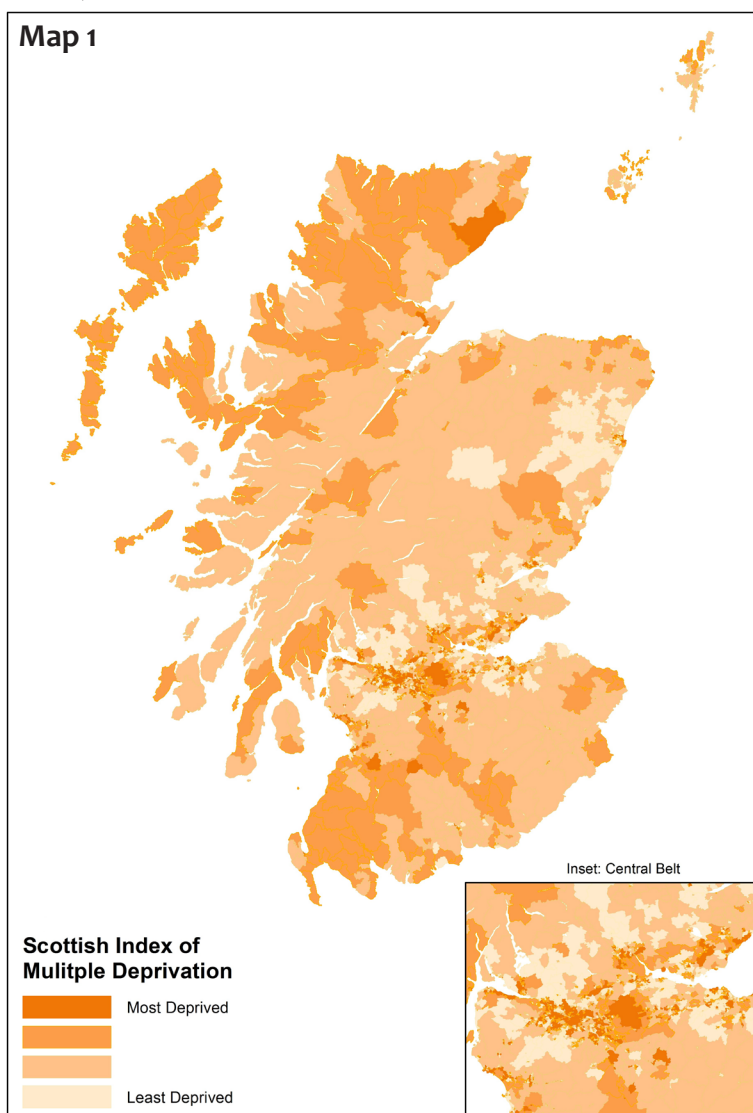 Map 1
Inset: Central Belt
Scottish Index of
Mulitple Deprivation
Most Deprived
Least Deprived